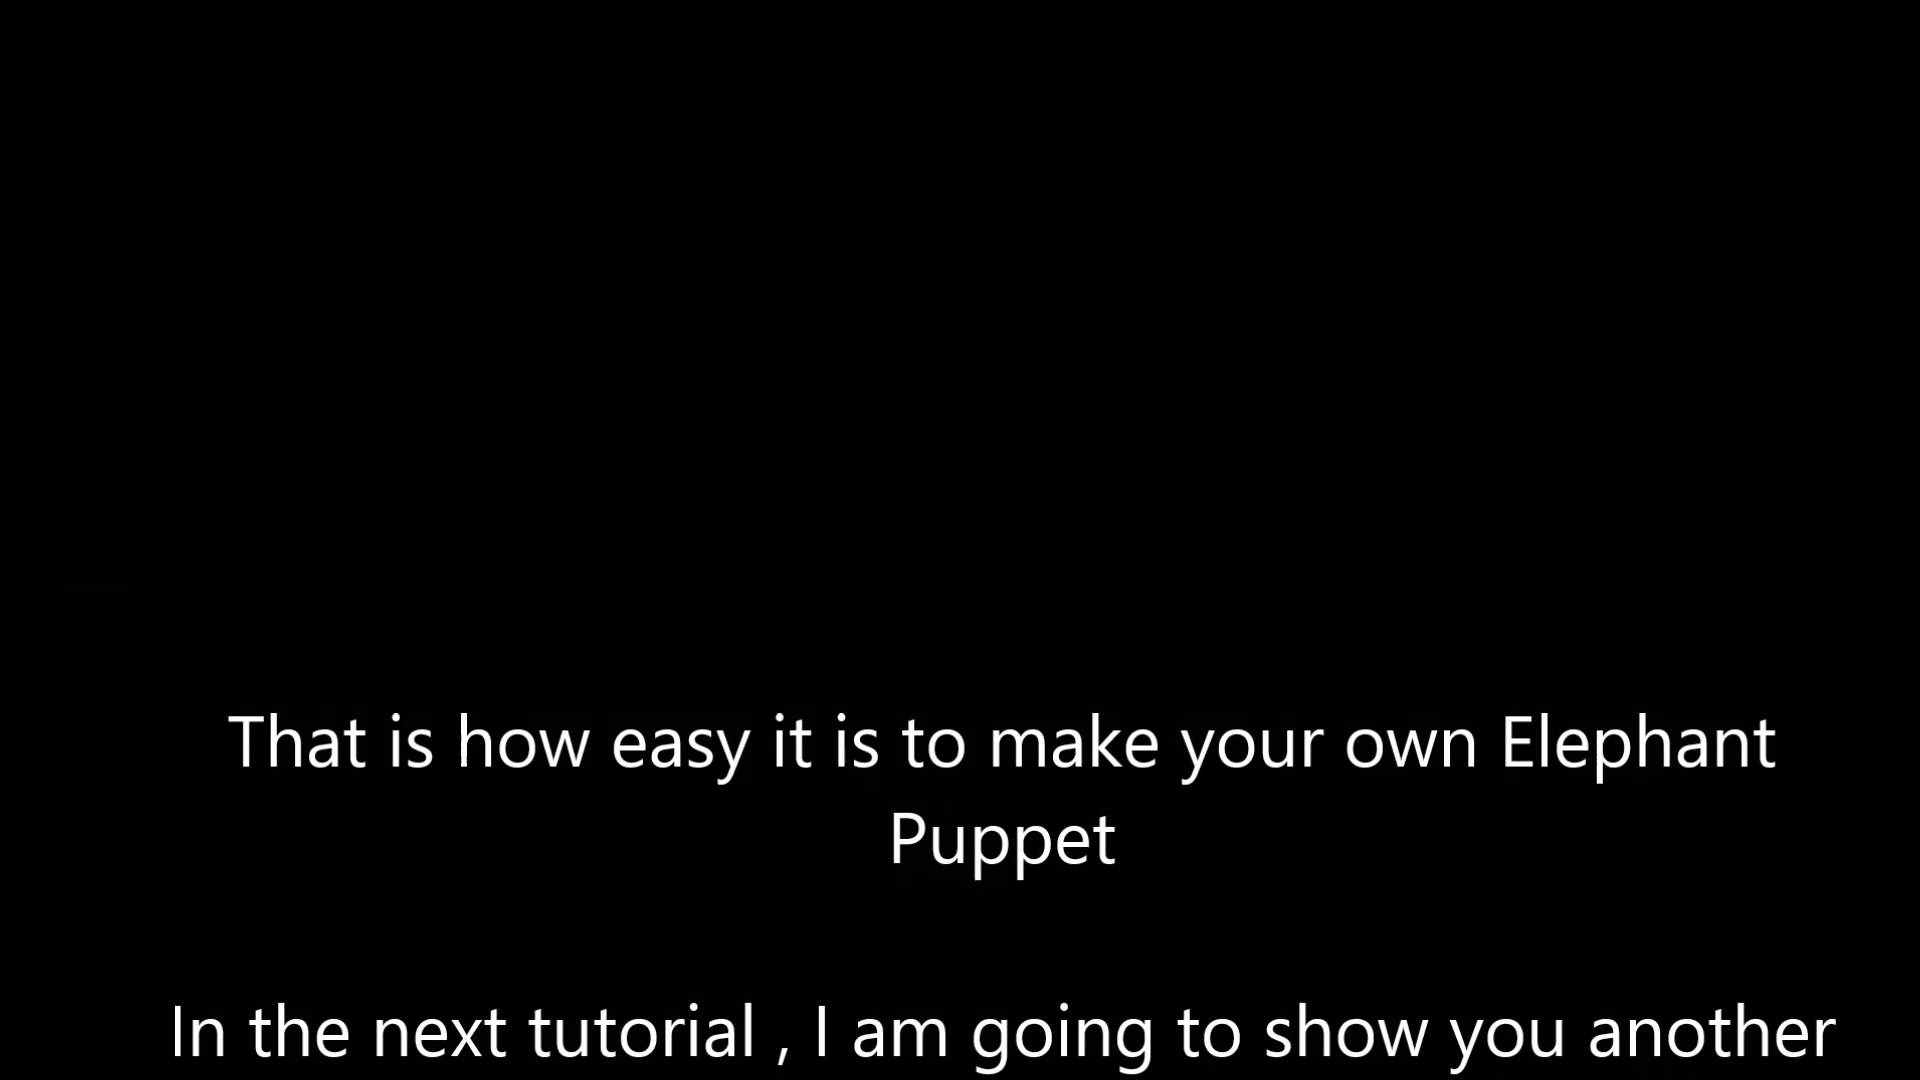 That is how easy it is to make your own Elephant
Puppet
In the next tutorial , I am going to show you another